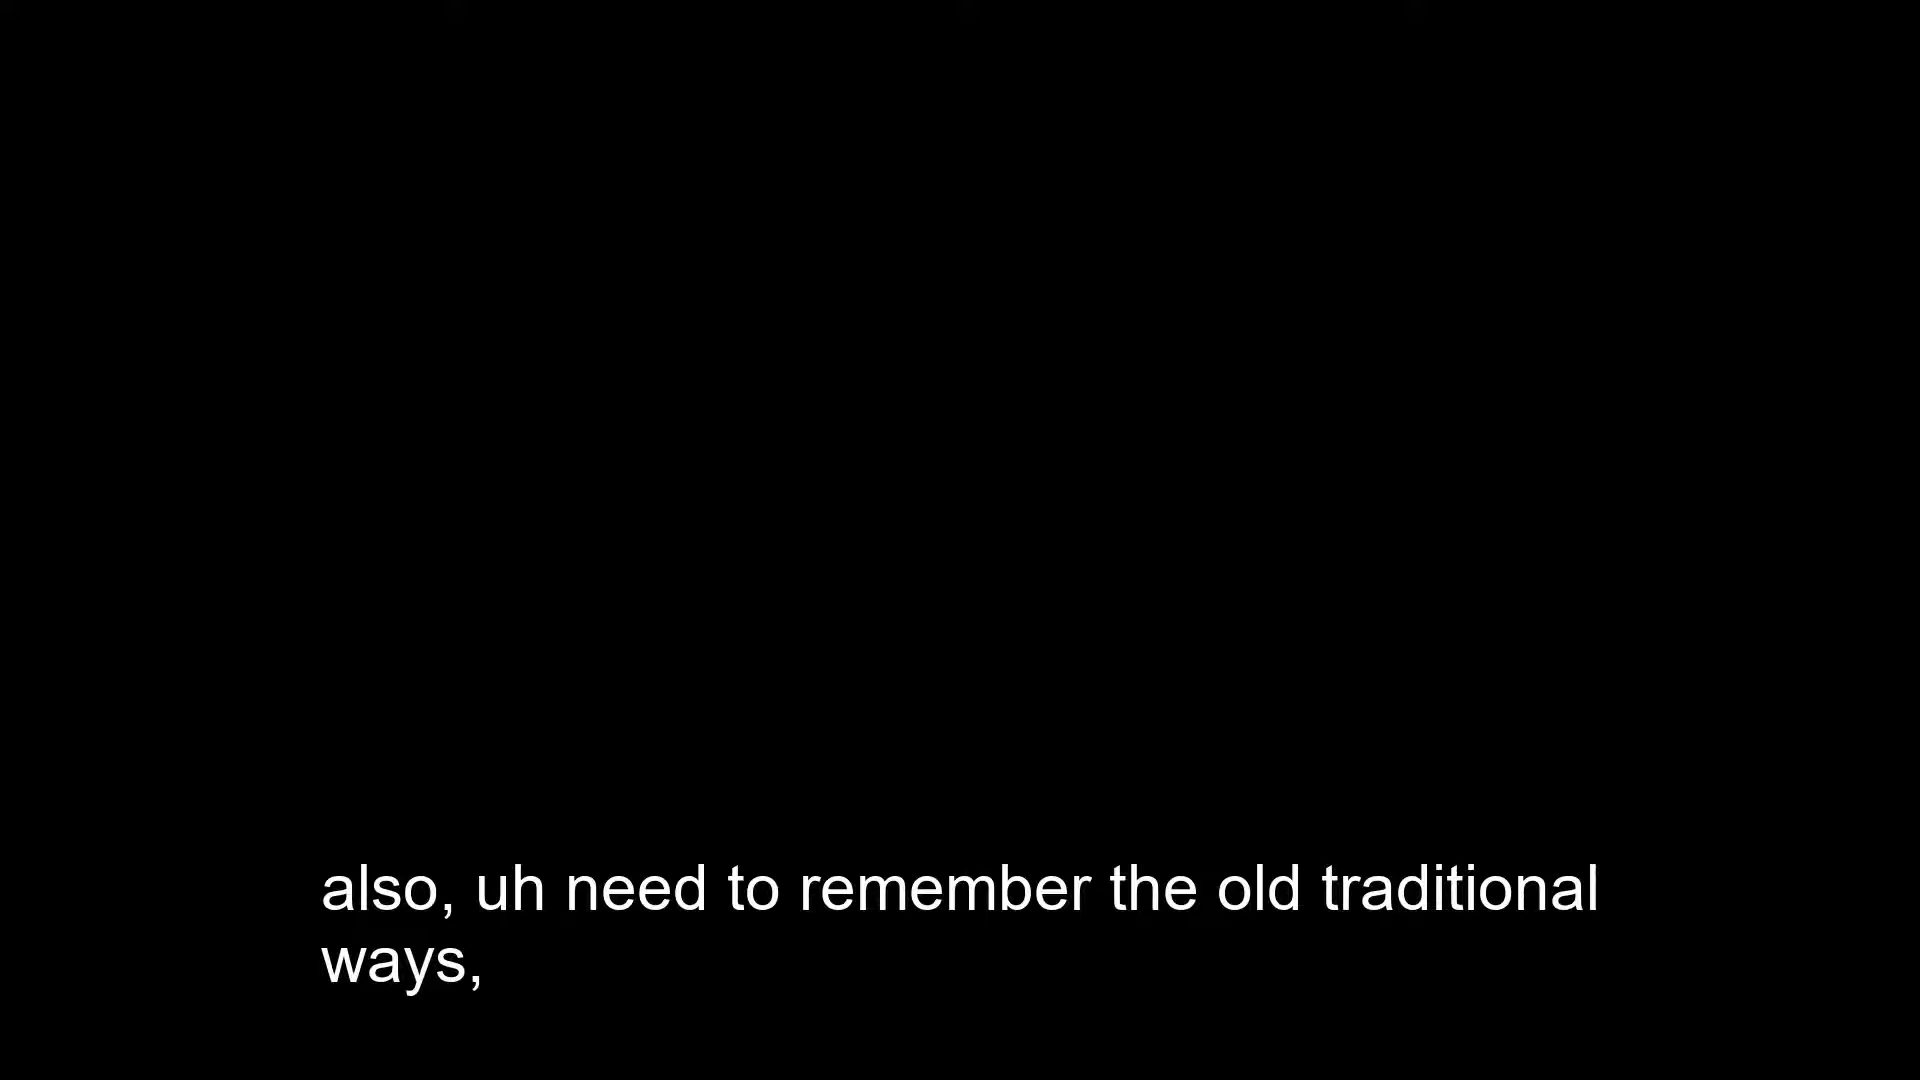 also, uh need to remember the old traditional
ways,